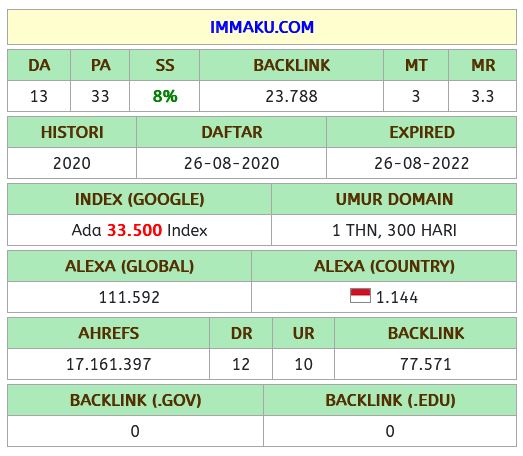 IMMAKU.COM
DA PA SS BACKLINK MT MR
13 33 8% 23.788 3 3.3
HISTORI DAFTAR EXPIRED
2020 26-08-2020 26-08-2022
INDEX (GOOGLE) UMUR DOMAIN
Ada 33.500 Index 1 THN, 300 HARI
ALEXA (GLOBAL) ALEXA (COUNTRY)
111.592 1.144
AHREFS DR UR BACKLINK
17.161.397 12 10 77.571
BACKLINK (.GOV) BACKLINK (.EDU)
0 0